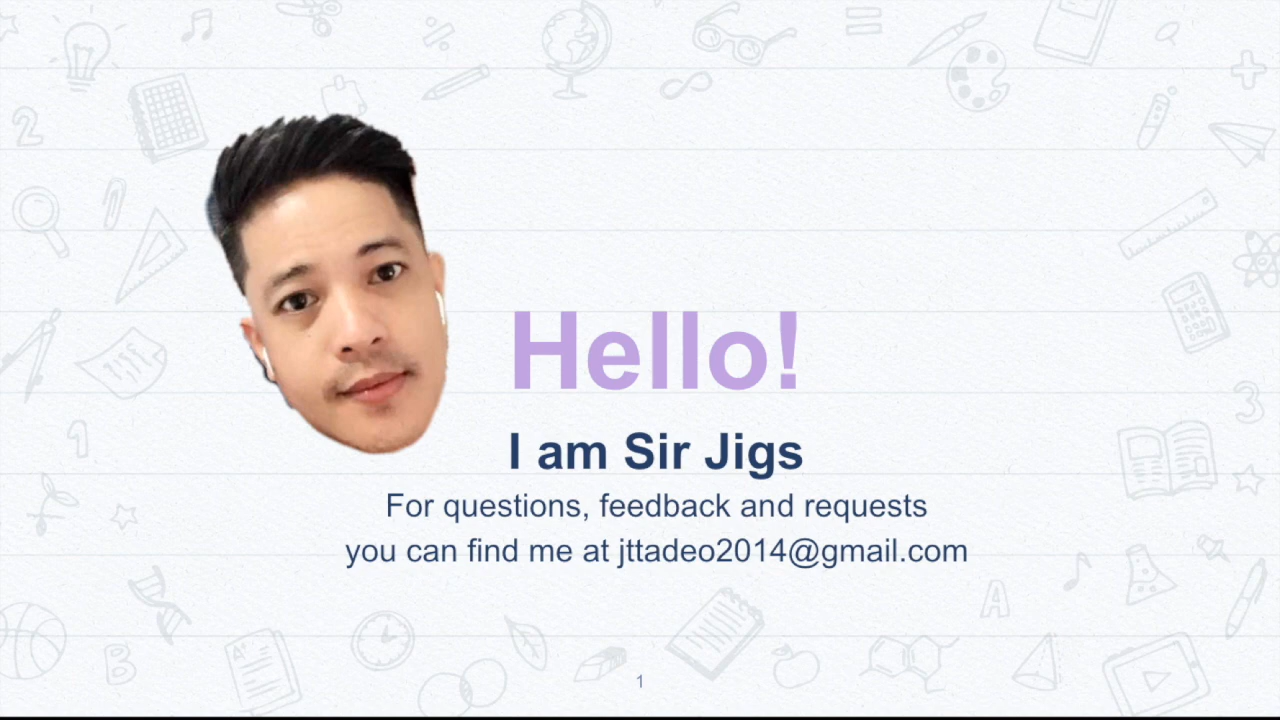 Hello!
I am Sir Jigs
For questions, feedback and requests
you can find me at jttadeo2014@gmail.com
1